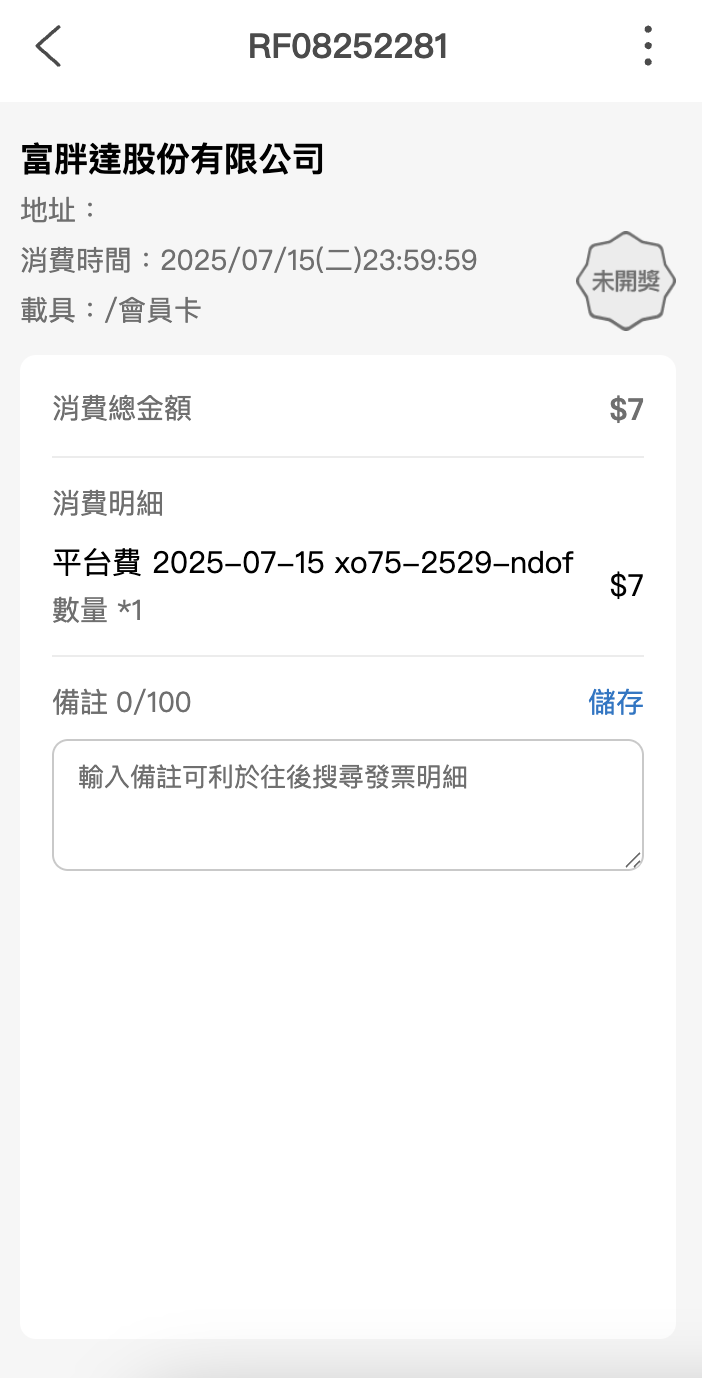 RF08252281
富胖達股份有限公司
地址：
消費時間：2025/07/15(二)23:59:59
載具：/會員卡
未開獎
消費總金額 $7
消費明細
平台費 2025-07-15 xo75-2529-ndof
$7
數量 *1
備註 0/100 儲存
輸入備註可利於往後搜尋發票明細